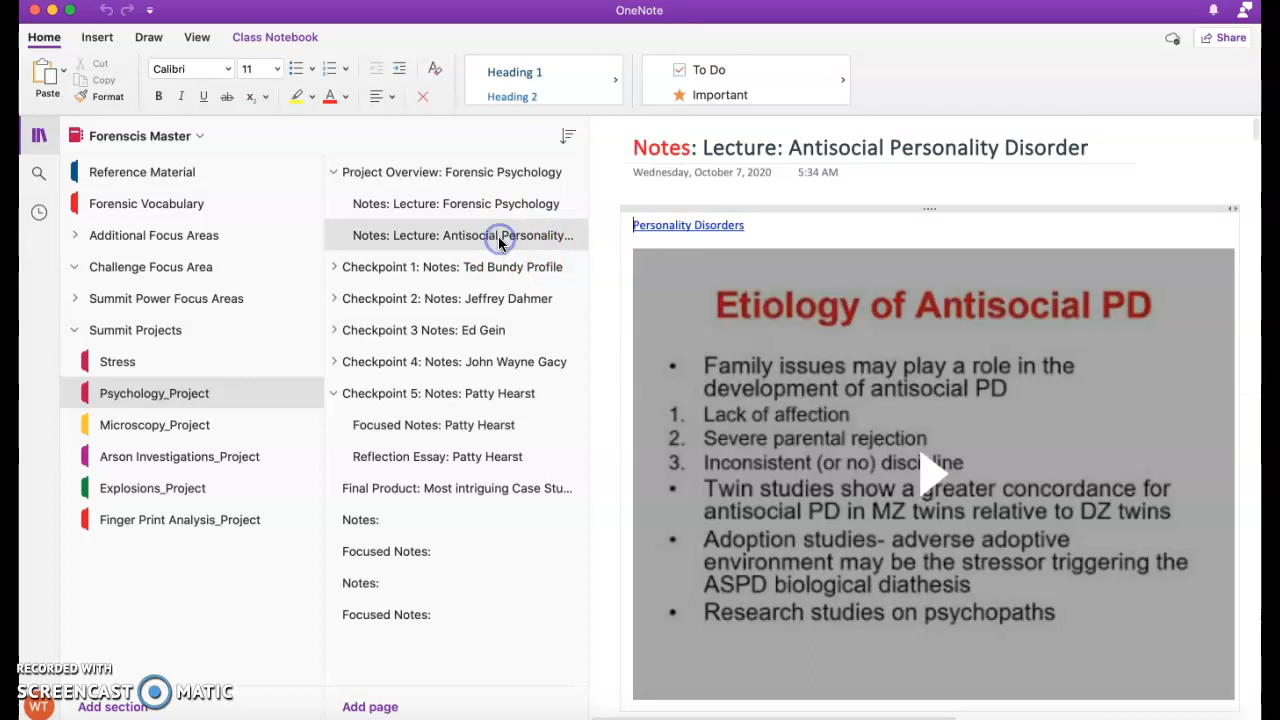 OneNote
Home Insert Draw View Class Notebook
Share
Paste
Cut
Copy
Format
Calibri 11
B I U ab x
A
Heading 1
Heading 2
To Do
Important
Forenscis Master
Reference Material
Forensic Vocabulary
Additional Focus Areas
Challenge Focus Area
Summit Power Focus Areas
Summit Projects
Stress
Psychology_Project
Microscopy_Project
Arson Investigations_Project
Explosions_Project
Finger Print Analysis_Project
Add section
Project Overview: Forensic Psychology
Notes: Lecture: Forensic Psychology
Notes: Lecture: Antisocial Personality...
Checkpoint 1: Notes: Ted Bundy Profile
Checkpoint 2: Notes: Jeffrey Dahmer
Checkpoint 3 Notes: Ed Gein
Checkpoint 4: Notes: John Wayne Gacy
Checkpoint 5: Notes: Patty Hearst
Focused Notes: Patty Hearst
Reflection Essay: Patty Hearst
Final Product: Most intriguing Case Stu...
Notes:
Focused Notes:
Notes:
Focused Notes:
Add page
Notes: Lecture: Antisocial Personality Disorder
Wednesday, October 7, 2020 5:34 AM
Personality Disorders
Etiology of Antisocial PD
• Family issues may play a role in the
development of antisocial PD
1. Lack of affection
2. Severe parental rejection
3. Inconsistent (or no) discipline
• Twin studies show a greater concordance for
antisocial PD in MZ twins relative to DZ twins
• Adoption studies- adverse adoptive
environment may be the stressor triggering the
ASPD biological diathesis
• Research studies on psychopaths
RECORDED WITH
SCREENCAST MATIC
WT